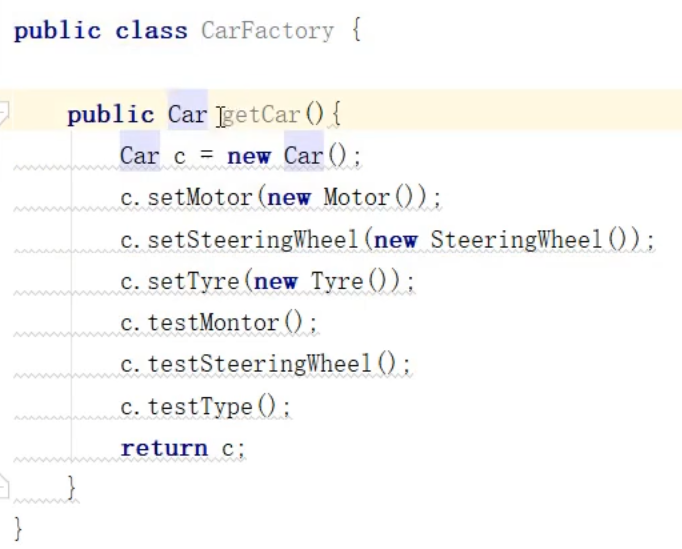 public class CarFactory {
public Car getCar(){
Car c = new Car();
c.setMotor(new Motor());
c.setSteeringWheel(new SteeringWheel());
c.setTyre(new Tyre());
c.testMontor();
c.testSteeringWheel();
c.testType();
return c;
}
}